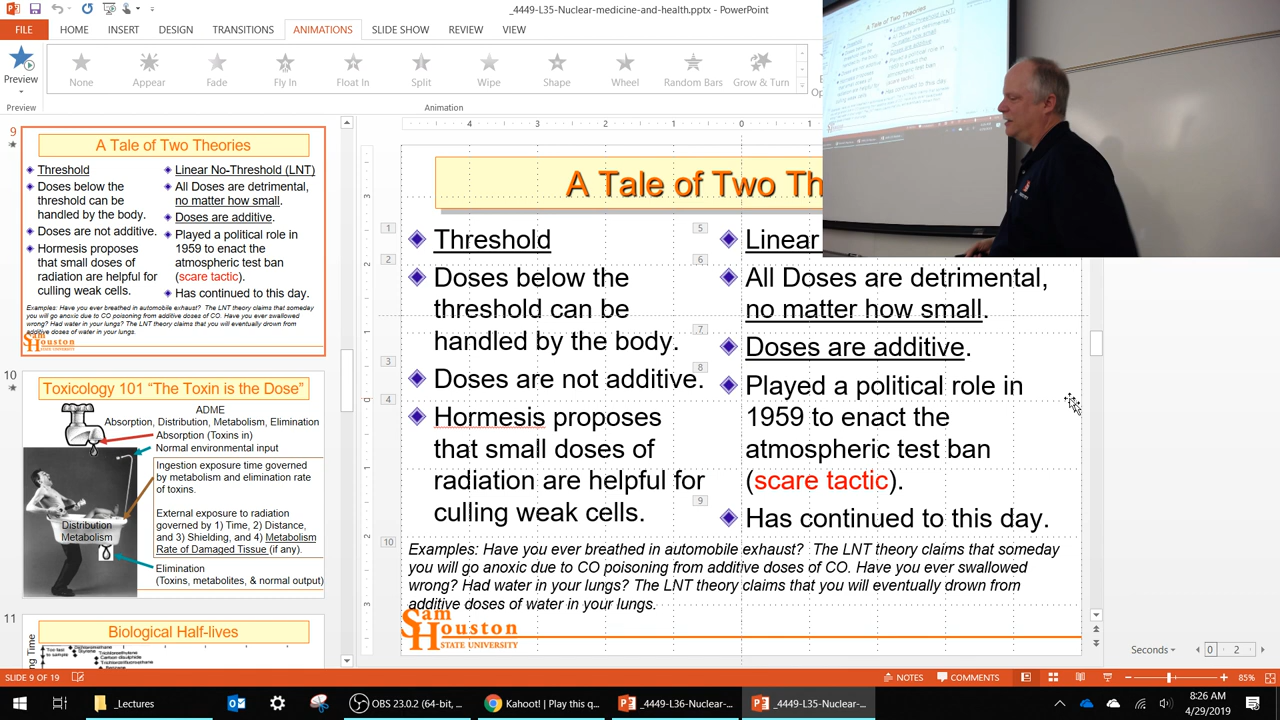 _4449-L35-Nuclear-medicine-and-health.pptx - PowerPoint
FILE
HOME
INSERT
DESIGN
TRANSITIONS
ANIMATIONS
SLIDE SHOW
REVIEW
VIEW
Preview
None
Appear
Fade
Fly In
Float In
Split
Wipe
Shape
Wheel
Random Bars
Grow & Turn
Preview
Animation
9
A Tale of Two Theories
Threshold
Doses below the
threshold can be
handled by the body.
Doses are not additive.
Hormesis proposes
that small doses of
radiation are helpful for
culling weak cells.
Linear No-Threshold (LNT)
All Doses are detrimental,
no matter how small.
Doses are additive.
Played a political role in
1959 to enact the
atmospheric test ban
(scare tactic).
Has continued to this day.
Examples: Have you ever breathed in automobile exhaust? The LNT theory claims that someday
you will go anoxic due to CO poisoning from additive doses of CO. Have you ever swallowed
wrong? Had water in your lungs? The LNT theory claims that you will eventually drown from
additive doses of water in your lungs.
Sam
Houston
STATE UNIVERSITY
10
Toxicology 101 “The Toxin is the Dose”
ADME
Absorption, Distribution, Metabolism, Elimination
Absorption (Toxins in)
Normal environmental input
Ingestion exposure time governed
by metabolism and elimination rate
of toxins.
External exposure to radiation
governed by 1) Time, 2) Distance,
and 3) Shielding, and 4) Metabolism
Rate of Damaged Tissue (if any).
Distribution
Metabolism
Elimination
(Toxins, metabolites, & normal output)
11
Biological Half-lives
A Tale of Two Th
Threshold
Doses below the
threshold can be
handled by the body.
Doses are not additive.
Hormesis proposes
that small doses of
radiation are helpful for
culling weak cells.
Linear
All Doses are detrimental,
no matter how small.
Doses are additive.
Played a political role in
1959 to enact the
atmospheric test ban
(scare tactic).
Has continued to this day.
Examples: Have you ever breathed in automobile exhaust? The LNT theory claims that someday
you will go anoxic due to CO poisoning from additive doses of CO. Have you ever swallowed
wrong? Had water in your lungs? The LNT theory claims that you will eventually drown from
additive doses of water in your lungs.
Sam
Houston
STATE UNIVERSITY
Seconds
0 2
SLIDE 9 OF 19
NOTES
COMMENTS
85%
_Lectures
OBS 23.0.2 (64-bit, ...
Kahoot! | Play this q...
_4449-L36-Nuclear-...
_4449-L35-Nuclear-...
8:26 AM
4/29/2019